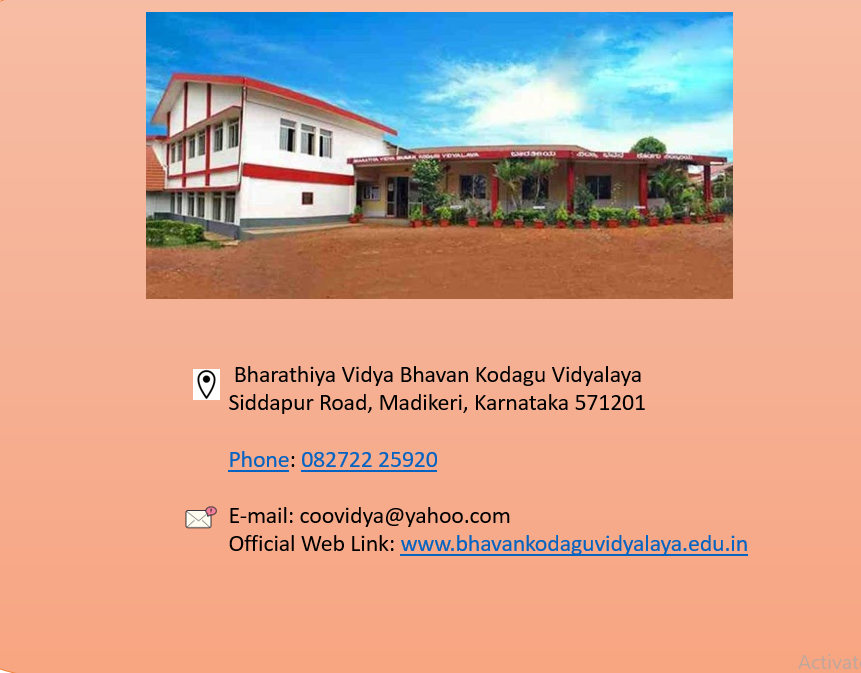 BHARATHIYA VIDYA BHAVAN KODAGU VIDYALAYA
Bharathiya Vidya Bhavan Kodagu Vidyalaya
Siddapur Road, Madikeri, Karnataka 571201
Phone: 082722 25920
E-mail: coovidya@yahoo.com
Official Web Link: www.bhavankodaguvidyalaya.edu.in
Activat